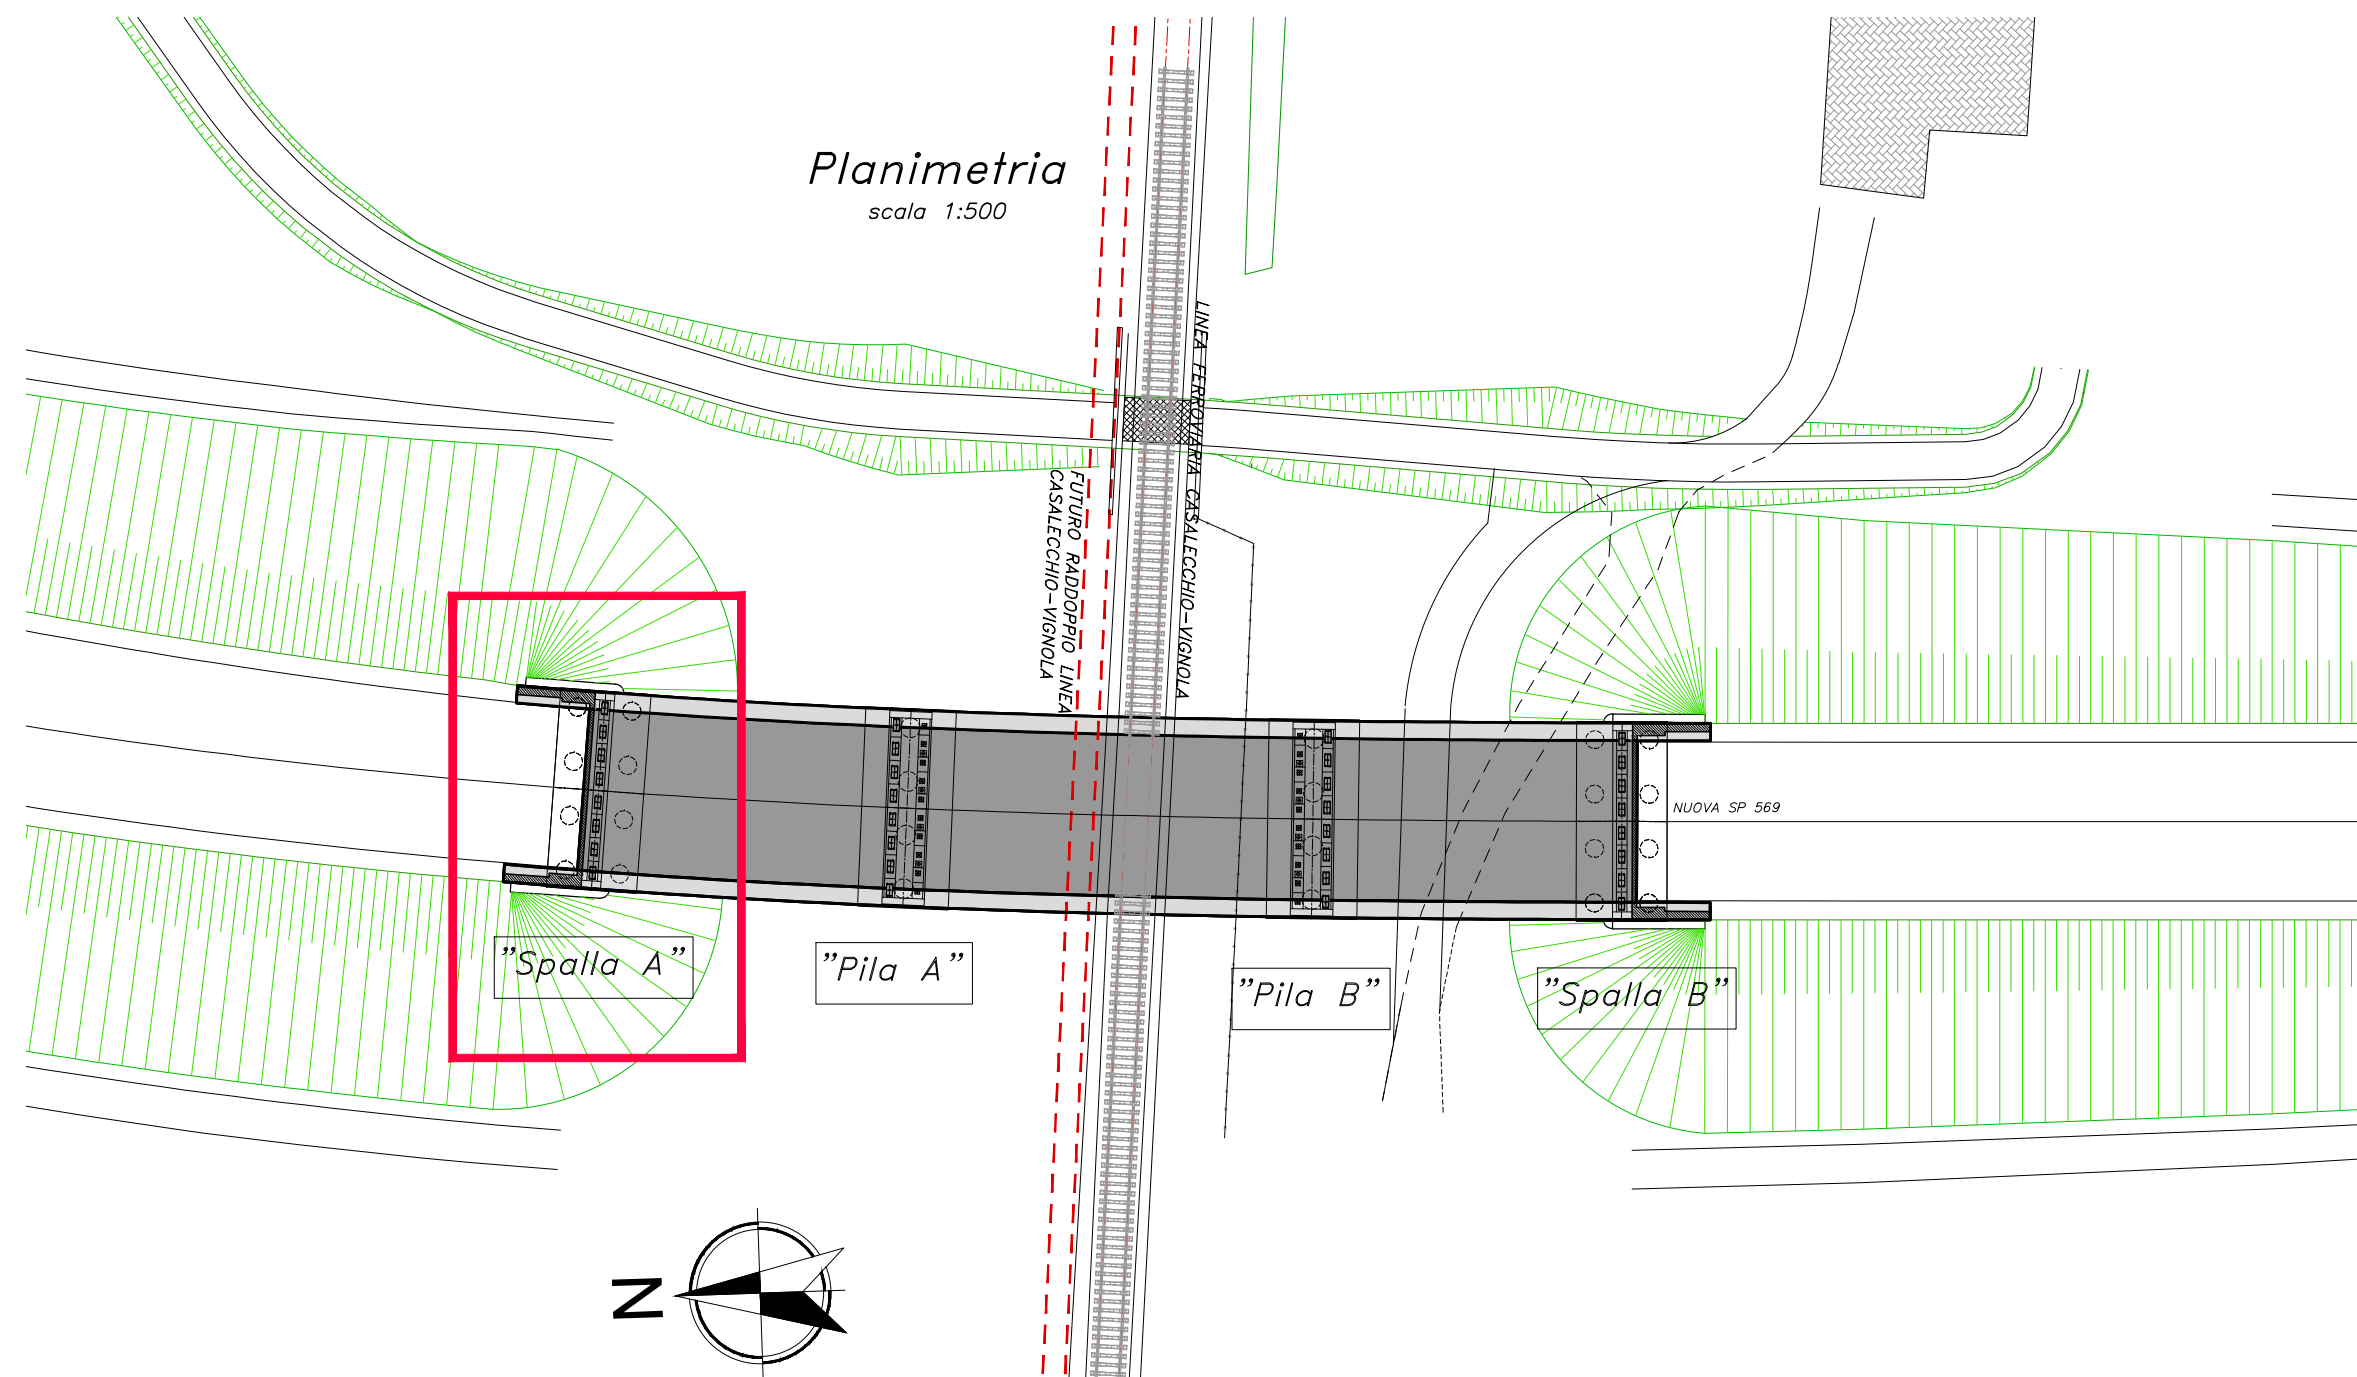 Planimetria
scala 1:500
LINEA FERROVIARIA CASALECCHIO-VIGNOLA
FUTURO RADDOPPIO LINEA
CASALECCHIO-VIGNOLA
NUOVA SP 569
"Spalla A"
"Pila A"
"Pila B"
"Spalla B"
N